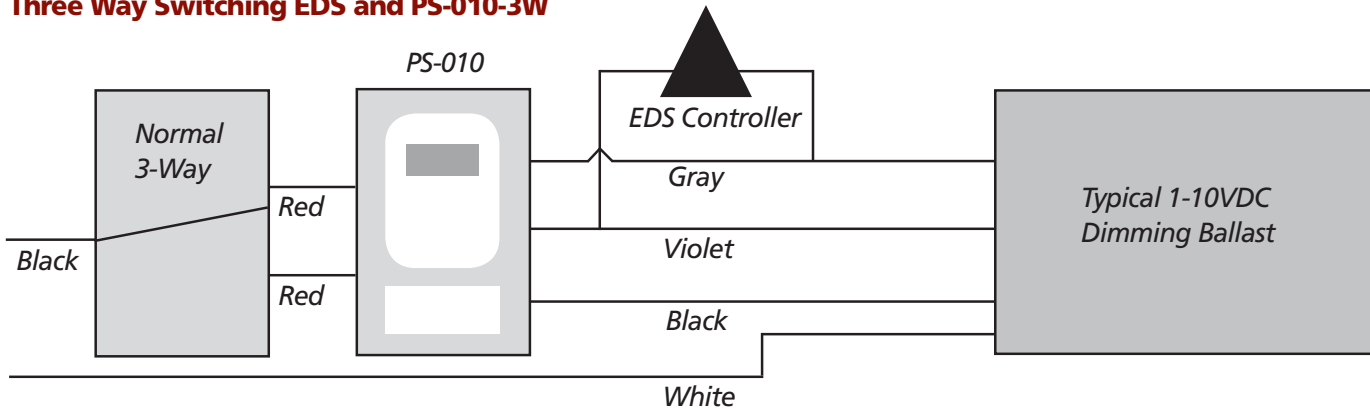 Three Way Switching EDS and PS-010-3W
PS-010
EDS Controller
Normal
3-Way
Red
Gray
Typical 1-10VDC
Dimming Ballast
Black
Violet
Red
Black
White